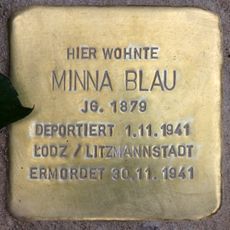 HIER WOHNTE
MINNA BLAU
JG. 1879
DEPORTIERT 1.11.1941
ŁODZ / LITZMANNSTADT
ERMORDET 30.11.1941